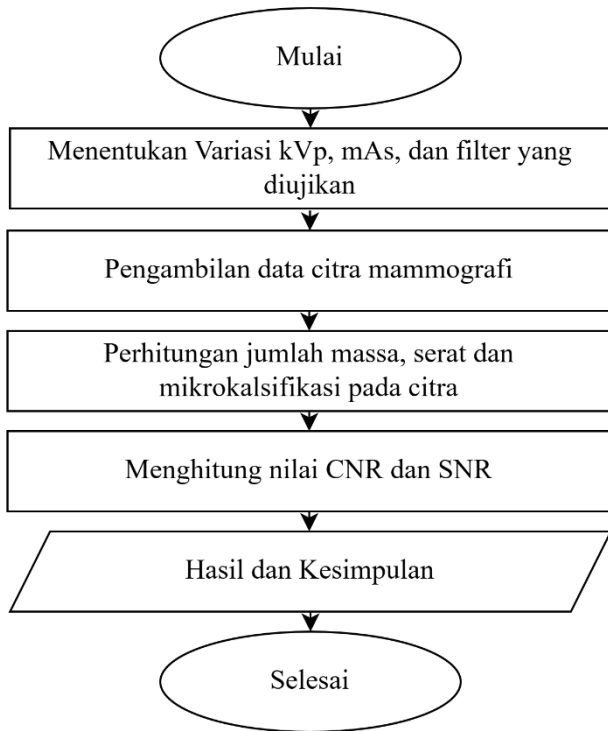 Mulai
Menentukan Variasi kVp, mAs, dan filter yang
diujikan
Pengambilan data citra mammografi
Perhitungan jumlah massa, serat dan
mikrokalsifikasi pada citra
Menghitung nilai CNR dan SNR
Hasil dan Kesimpulan
Selesai